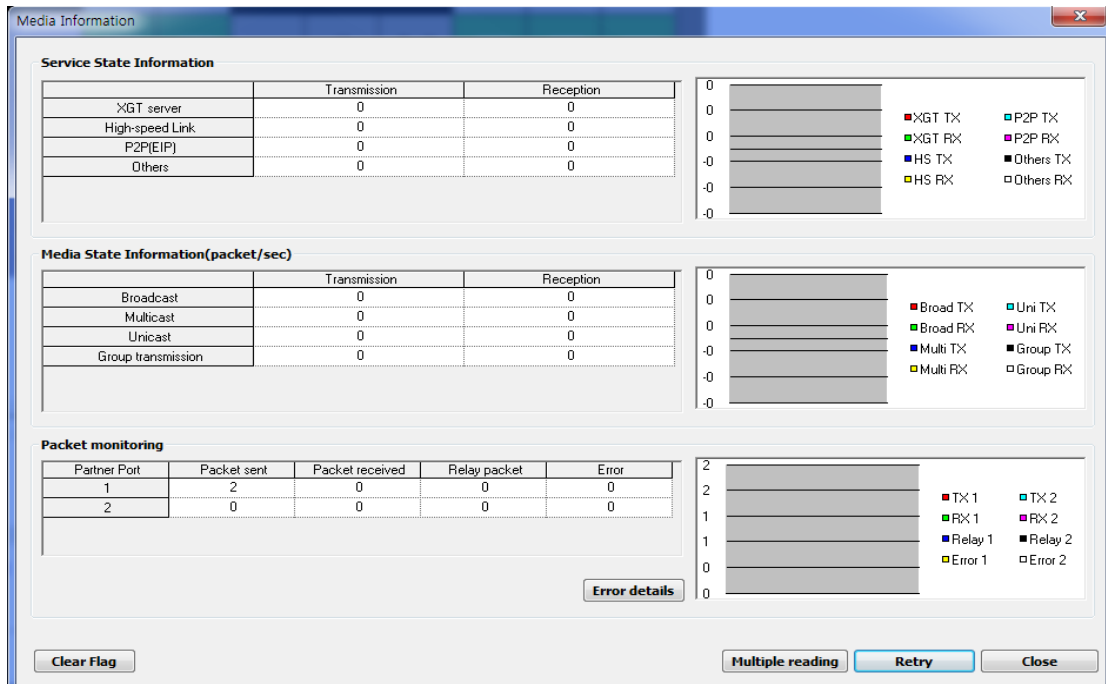 Media Information
Service State Information
Transmission Reception
XGT server 0 0
High-speed Link 0 0
P2P(EIP) 0 0
Others 0 0
0
0
0
-0
-0
-0
XGT TX P2P TX
XGT RX P2P RX
HS TX Others TX
HS RX Others RX
Media State Information(packet/sec)
Transmission Reception
Broadcast 0 0
Multicast 0 0
Unicast 0 0
Group transmission 0 0
0
0
0
-0
-0
-0
Broad TX Uni TX
Broad RX Uni RX
Multi TX Group TX
Multi RX Group RX
Packet monitoring
Partner Port Packet sent Packet received Relay packet Error
1 2 0 0 0
2 0 0 0 0
2
2
1
1
0
0
TX 1 TX 2
RX 1 RX 2
Relay 1 Relay 2
Error 1 Error 2
Error details
Clear Flag Multiple reading Retry Close